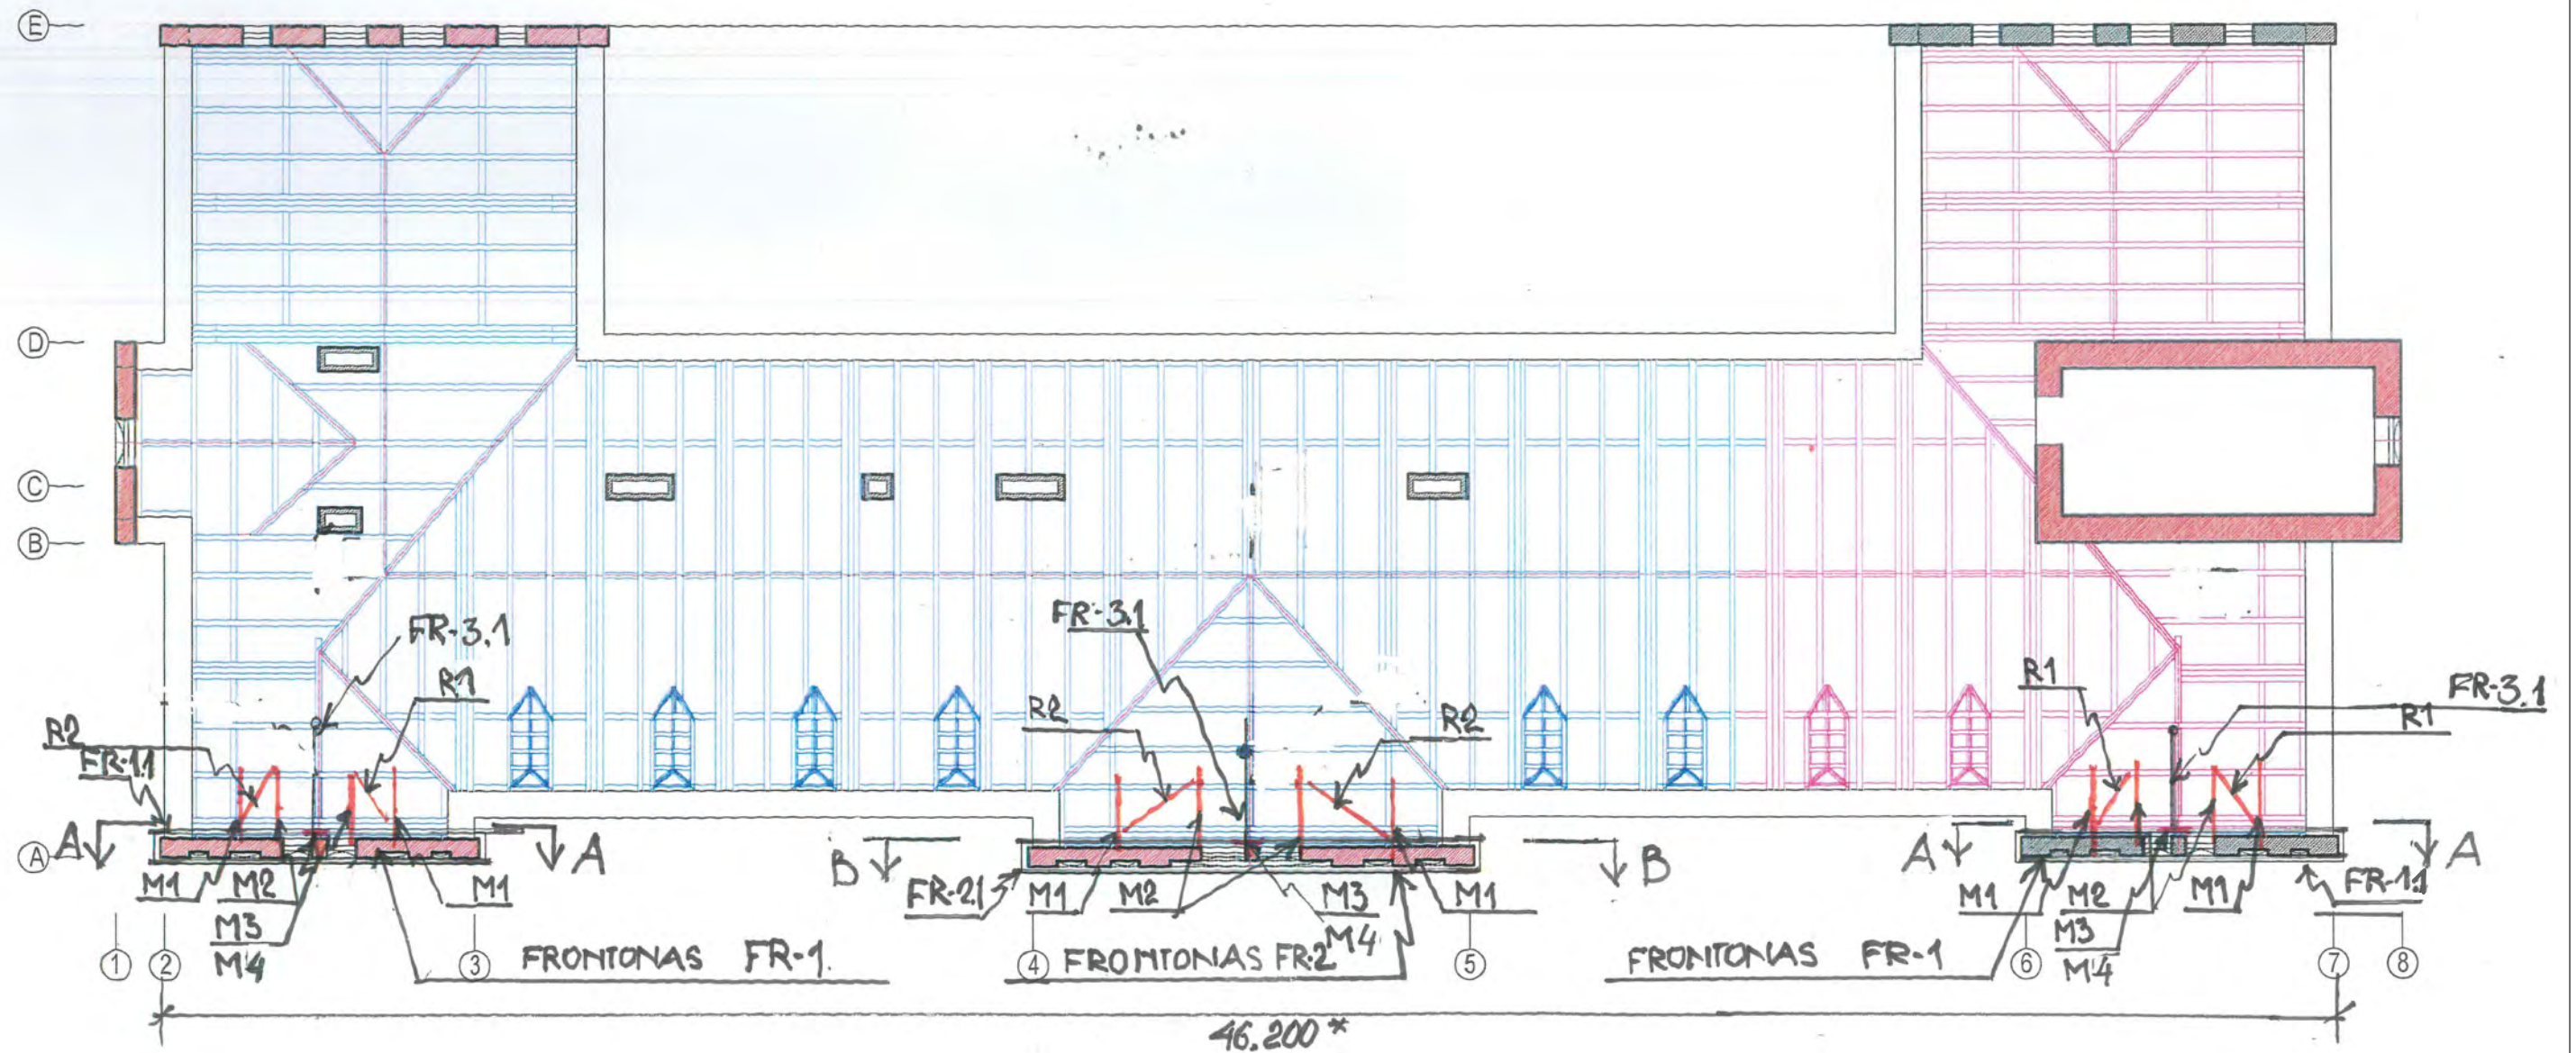 E
D
C
B
A
FR-3.1
R1
R2
FR-1.1
A
A
M1
M2
M3
M4
M1
FRONTONAS FR-1.
FR-3.1
R2
R2
B
B
FR-2.1
M1
M2
M3
M4
M1
FRONTONAS FR-2
R1
FR-3.1
R1
A
A
M1
M2
M3
M4
M1
FR-1.1
FRONTONAS FR-1
1
2
3
4
5
6
7
8
46.200*